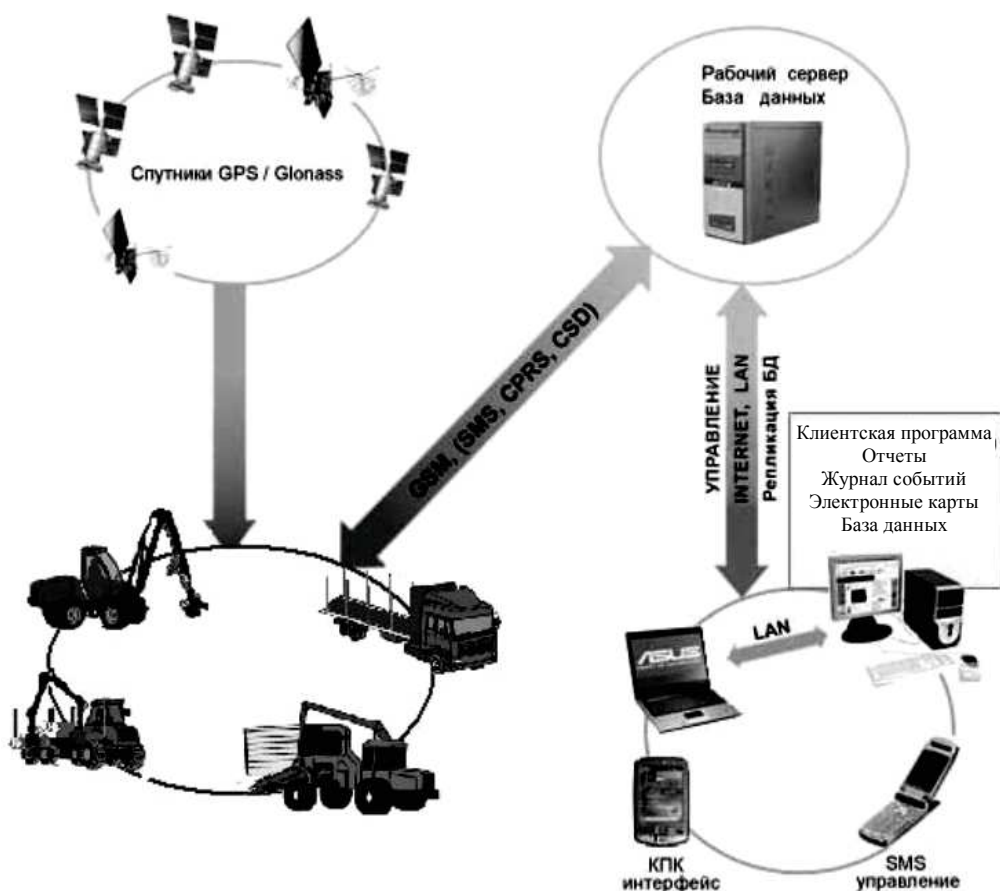 Рабочий сервер
База данных
Спутники GPS / Glonass
GSM, (SMS, CPRS, CSD)
УПРАВЛЕНИЕ
INTERNET, LAN
Репликация БД
Клиентская программа
Отчеты
Журнал событий
Электронные карты
База данных
LAN
ASUS
КПК
интерфейс
SMS
управление